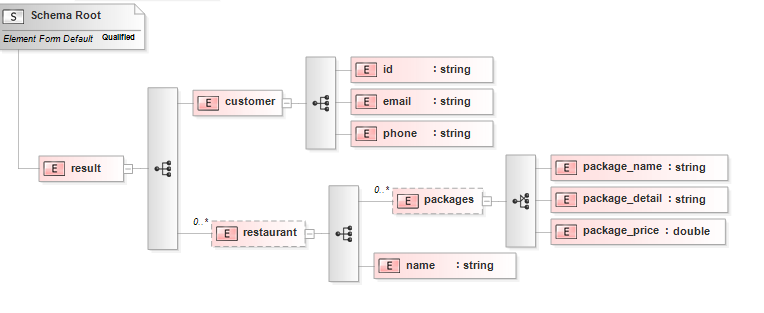 S Schema Root
Element Form Default Qualified
E result
E customer
E id : string
E email : string
E phone : string
0..*
E restaurant
0..*
E packages
E package_name : string
E package_detail : string
E package_price : double
E name : string